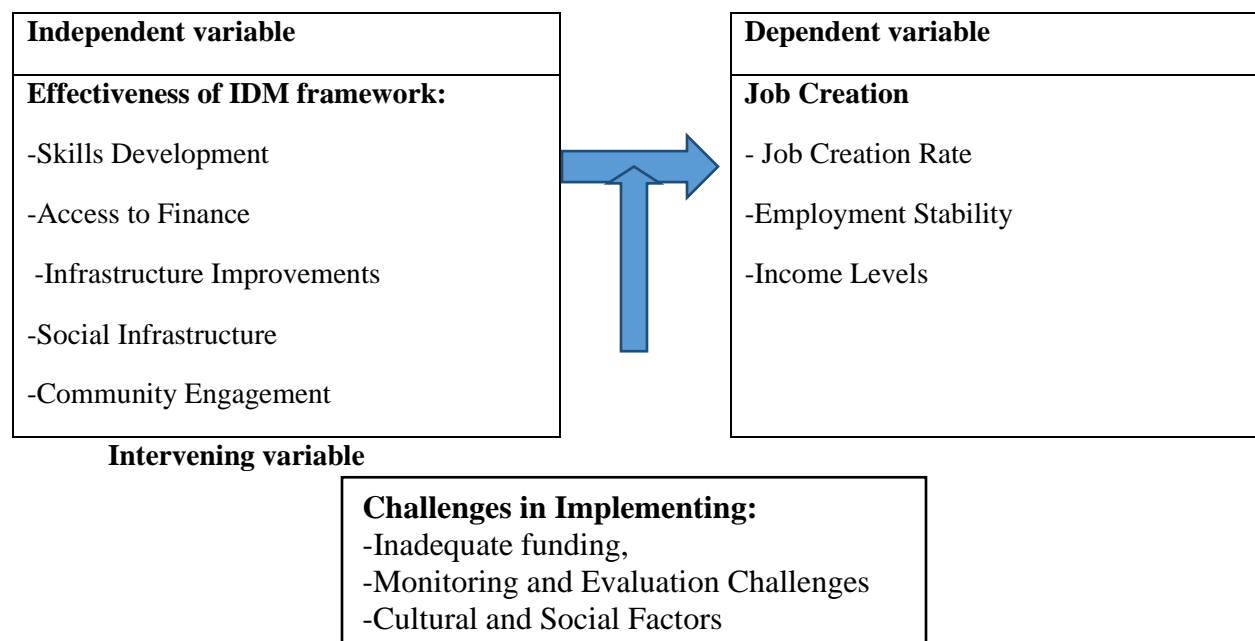 Independent variable
Effectiveness of IDM framework:
-Skills Development
-Access to Finance
-Infrastructure Improvements
-Social Infrastructure
-Community Engagement
Dependent variable
Job Creation
- Job Creation Rate
-Employment Stability
-Income Levels
Intervening variable
Challenges in Implementing:
-Inadequate funding,
-Monitoring and Evaluation Challenges
-Cultural and Social Factors